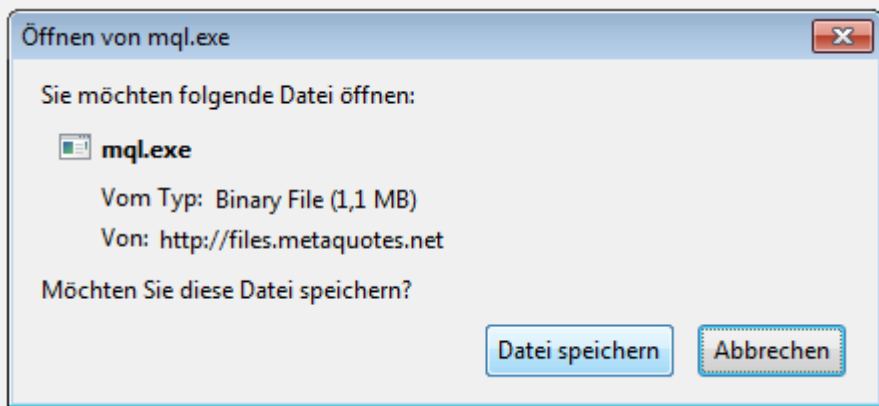 Öffnen von mql.exe
Sie möchten folgende Datei öffnen:
mql.exe
Vom Typ: Binary File (1,1 MB)
Von: http://files.metaquotes.net
Möchten Sie diese Datei speichern?
Datei speichern Abbrechen